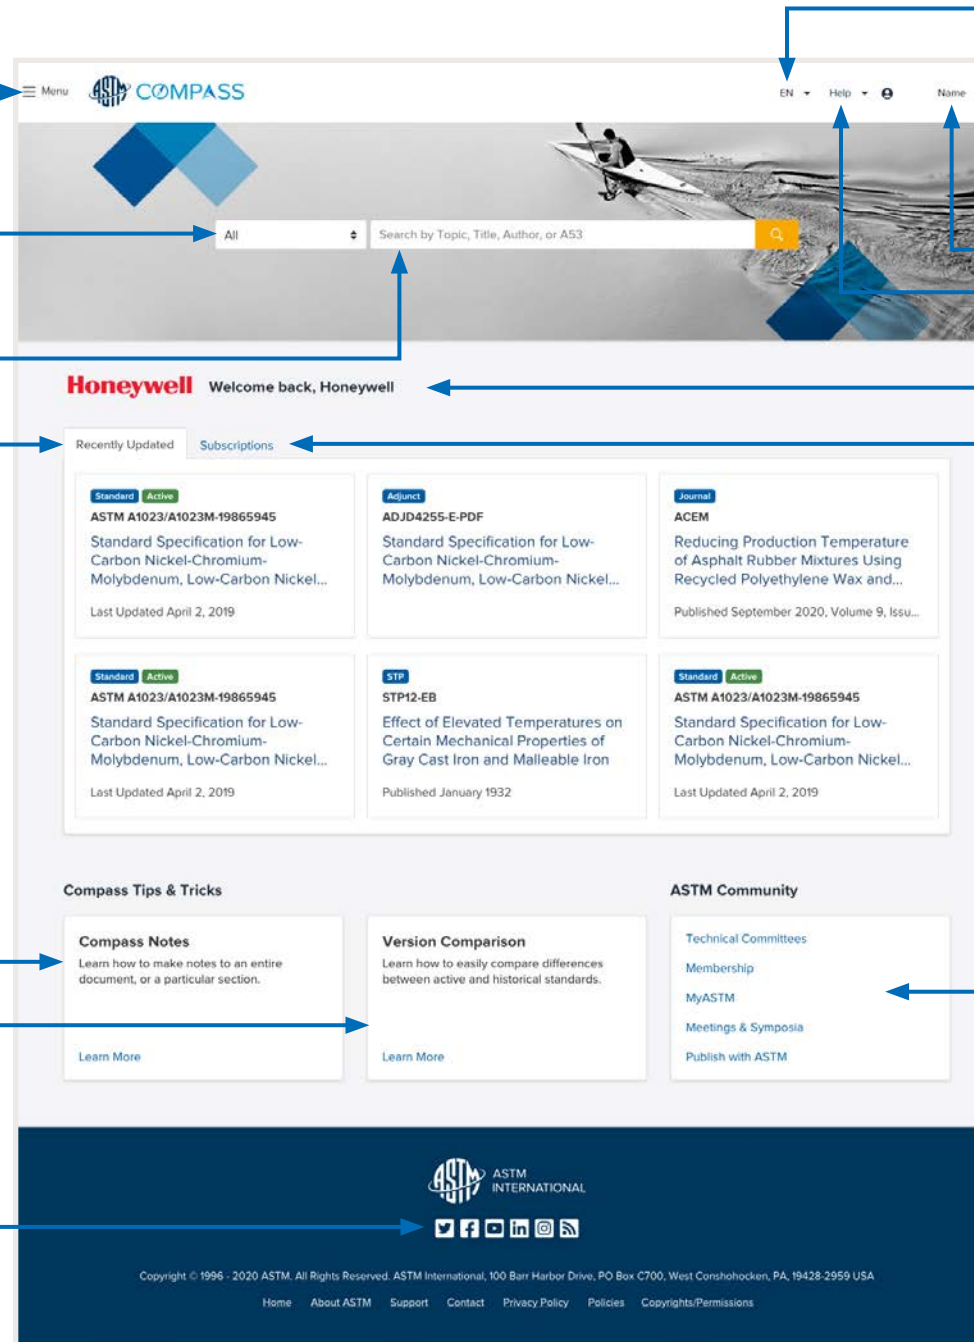 Menu
ASTM COMPASS
EN
Help
Name
All
Search by Topic, Title, Author, or A53
Honeywell
Welcome back, Honeywell
Recently Updated
Subscriptions
Standard Active
ASTM A1023/A1023M-19865945
Standard Specification for Low-
Carbon Nickel-Chromium-
Molybdenum, Low-Carbon Nickel...
Last Updated April 2, 2019
Adjunct
ADJD4255-E-PDF
Standard Specification for Low-
Carbon Nickel-Chromium-
Molybdenum, Low-Carbon Nickel...
Journal
ACEM
Reducing Production Temperature
of Asphalt Rubber Mixtures Using
Recycled Polyethylene Wax and...
Published September 2020, Volume 9, Issu...
Standard Active
ASTM A1023/A1023M-19865945
Standard Specification for Low-
Carbon Nickel-Chromium-
Molybdenum, Low-Carbon Nickel...
Last Updated April 2, 2019
STP
STP12-EB
Effect of Elevated Temperatures on
Certain Mechanical Properties of
Gray Cast Iron and Malleable Iron
Published January 1932
Standard Active
ASTM A1023/A1023M-19865945
Standard Specification for Low-
Carbon Nickel-Chromium-
Molybdenum, Low-Carbon Nickel...
Last Updated April 2, 2019
Compass Tips & Tricks
Compass Notes
Learn how to make notes to an entire
document, or a particular section.
Learn More
Version Comparison
Learn how to easily compare differences
between active and historical standards.
Learn More
ASTM Community
Technical Committees
Membership
MyASTM
Meetings & Symposia
Publish with ASTM
ASTM
ASTM
INTERNATIONAL
Copyright © 1996 - 2020 ASTM. All Rights Reserved. ASTM International, 100 Barr Harbor Drive, PO Box C700, West Conshohocken, PA, 19428-2959 USA
Home About ASTM Support Contact Privacy Policy Policies Copyrights/Permissions